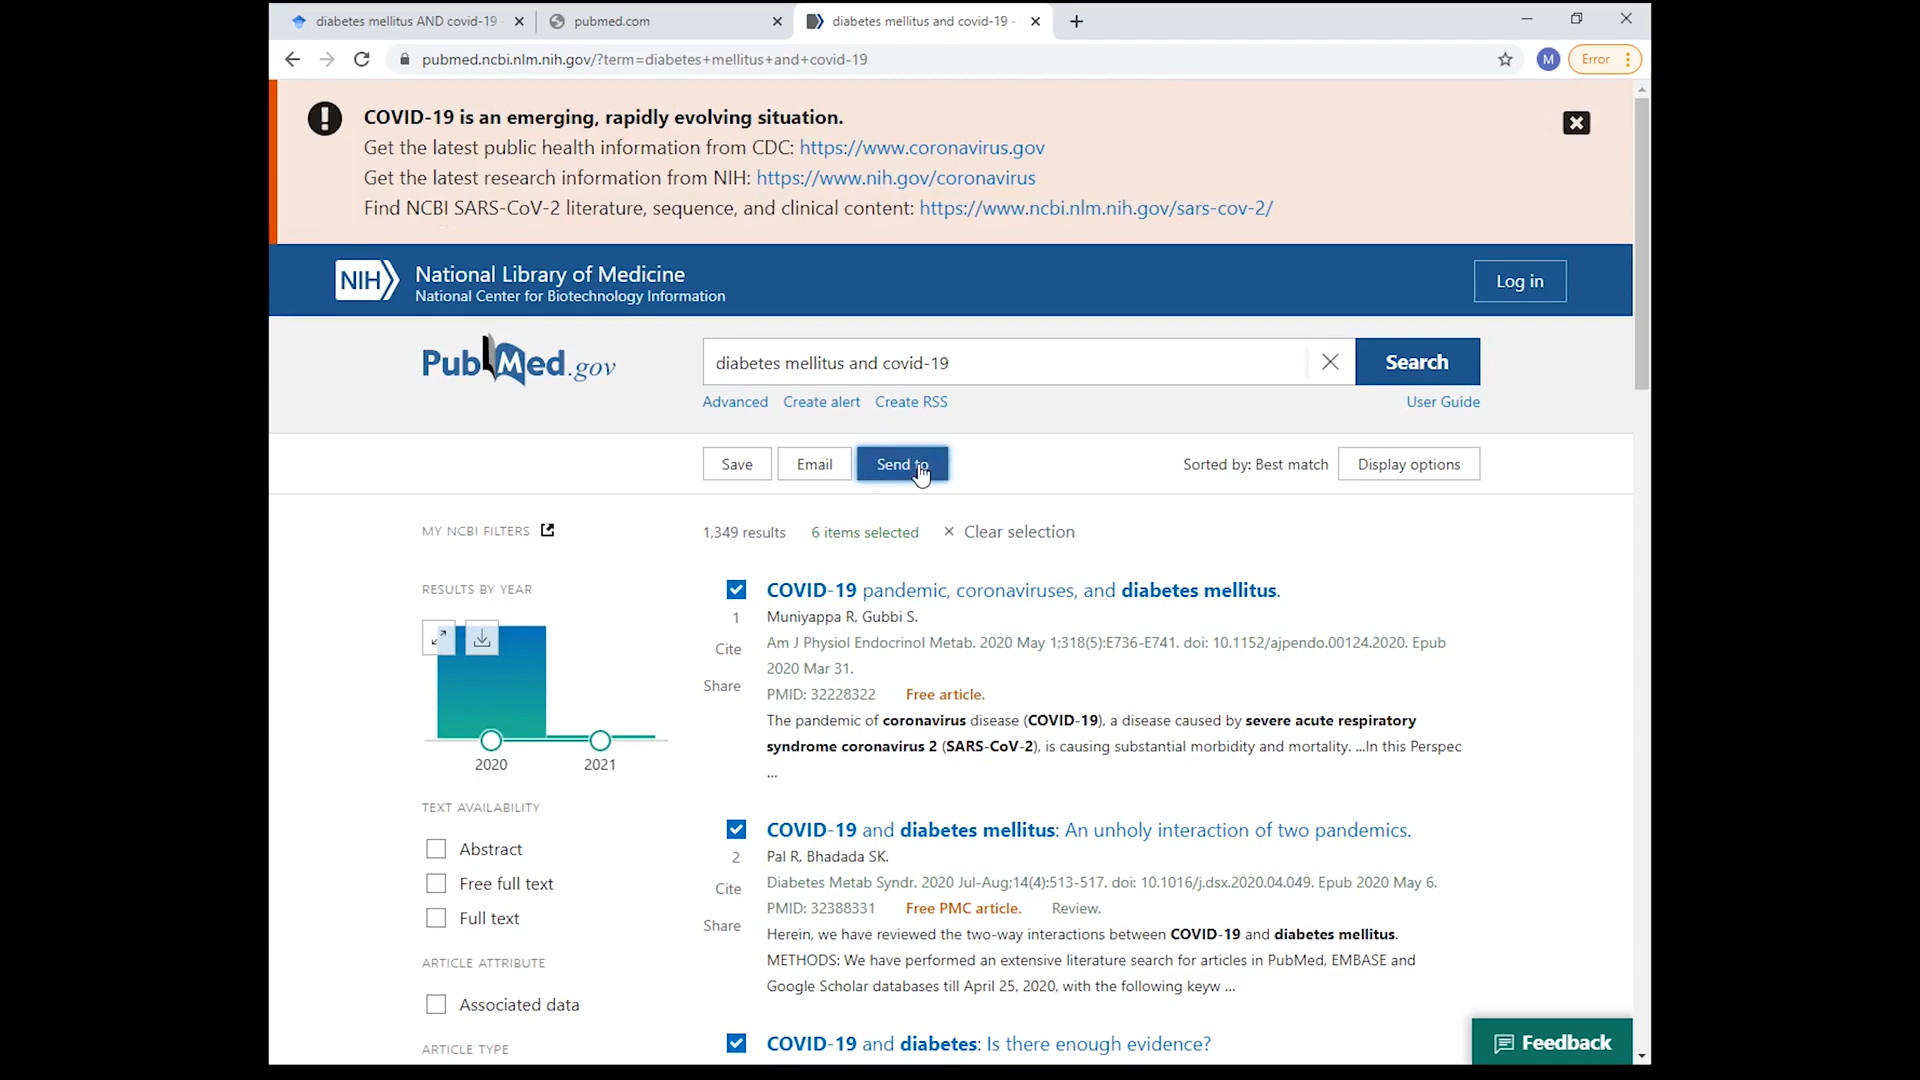 diabetes mellitus AND covid-19
pubmed.com
diabetes mellitus and covid-19 -
pubmed.ncbi.nlm.nih.gov/?term=diabetes+mellitus+and+covid-19
M
Error
COVID-19 is an emerging, rapidly evolving situation.
Get the latest public health information from CDC: https://www.coronavirus.gov
Get the latest research information from NIH: https://www.nih.gov/coronavirus
Find NCBI SARS-CoV-2 literature, sequence, and clinical content: https://www.ncbi.nlm.nih.gov/sars-cov-2/
NIH
National Library of Medicine
National Center for Biotechnology Information
Log in
PubMed.gov
diabetes mellitus and covid-19
Search
Advanced Create alert Create RSS
User Guide
Save Email Send to
Sorted by: Best match Display options
MY NCBI FILTERS
1,349 results 6 items selected × Clear selection
RESULTS BY YEAR
2020 2021
TEXT AVAILABILITY
Abstract
Free full text
Full text
ARTICLE ATTRIBUTE
Associated data
ARTICLE TYPE
COVID-19 pandemic, coronaviruses, and diabetes mellitus.
1
Cite
Share
Muniyappa R, Gubbi S.
Am J Physiol Endocrinol Metab. 2020 May 1;318(5):E736-E741. doi: 10.1152/ajpendo.00124.2020. Epub
2020 Mar 31.
PMID: 32228322 Free article.
The pandemic of coronavirus disease (COVID-19), a disease caused by severe acute respiratory
syndrome coronavirus 2 (SARS-CoV-2), is causing substantial morbidity and mortality. ...In this Perspec
...
COVID-19 and diabetes mellitus: An unholy interaction of two pandemics.
2
Cite
Share
Pal R, Bhadada SK.
Diabetes Metab Syndr. 2020 Jul-Aug;14(4):513-517. doi: 10.1016/j.dsx.2020.04.049. Epub 2020 May 6.
PMID: 32388331 Free PMC article. Review.
Herein, we have reviewed the two-way interactions between COVID-19 and diabetes mellitus.
METHODS: We have performed an extensive literature search for articles in PubMed, EMBASE and
Google Scholar databases till April 25, 2020, with the following keyw ...
COVID-19 and diabetes: Is there enough evidence?
Feedback